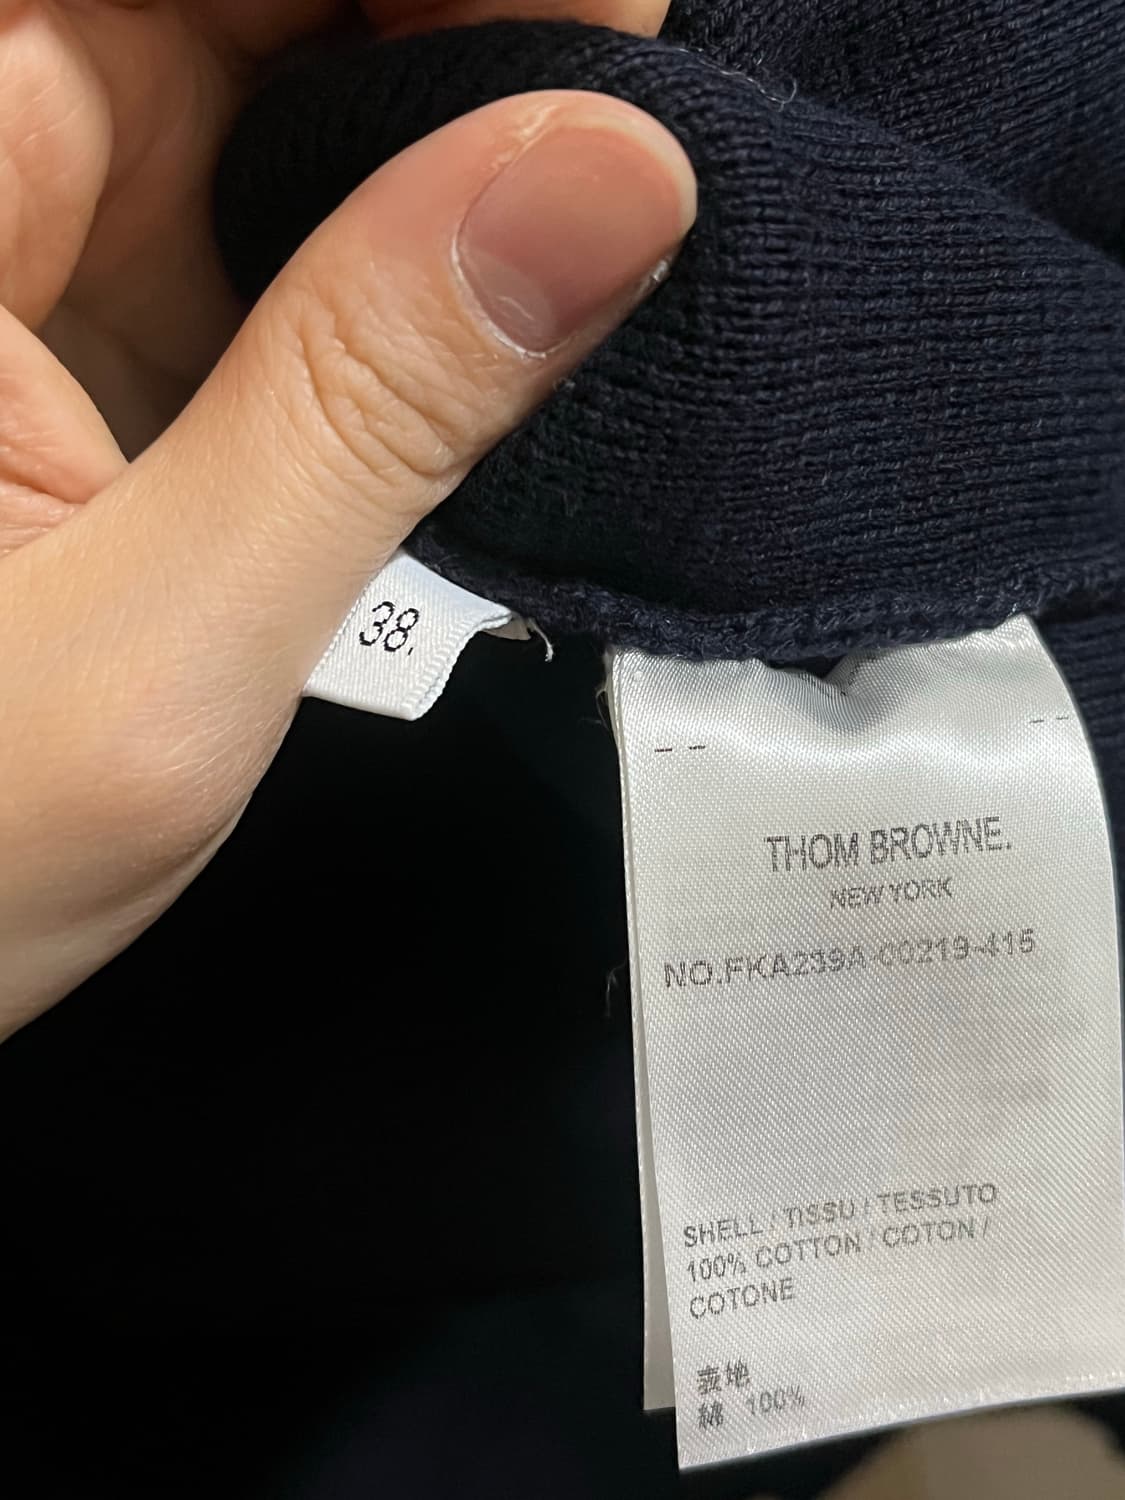 38.
-- --
THOM BROWNE.
NEW YORK
NO.FKA239A-00219-415
SHELL / TISSU / TESSUTO
100% COTTON / COTON /
COTONE
表地
綿 100%